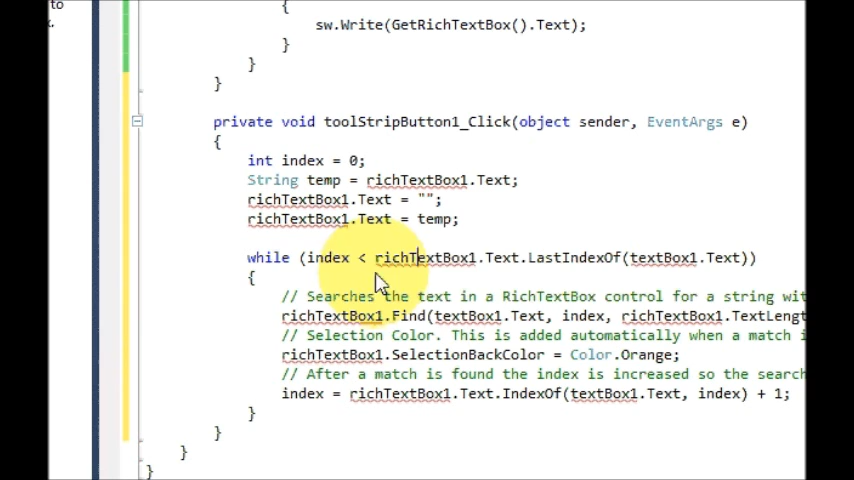 to
x.
{
sw.Write(GetRichTextBox().Text);
}
}
}
private void toolStripButton1_Click(object sender, EventArgs e)
{
int index = 0;
String temp = richTextBox1.Text;
richTextBox1.Text = "";
richTextBox1.Text = temp;
while (index < richTextBox1.Text.LastIndexOf(textBox1.Text))
{
// Searches the text in a RichTextBox control for a string wit
richTextBox1.Find(textBox1.Text, index, richTextBox1.TextLengt
// Selection Color. This is added automatically when a match i
richTextBox1.SelectionBackColor = Color.Orange;
// After a match is found the index is increased so the search
index = richTextBox1.Text.IndexOf(textBox1.Text, index) + 1;
}
}
}
}